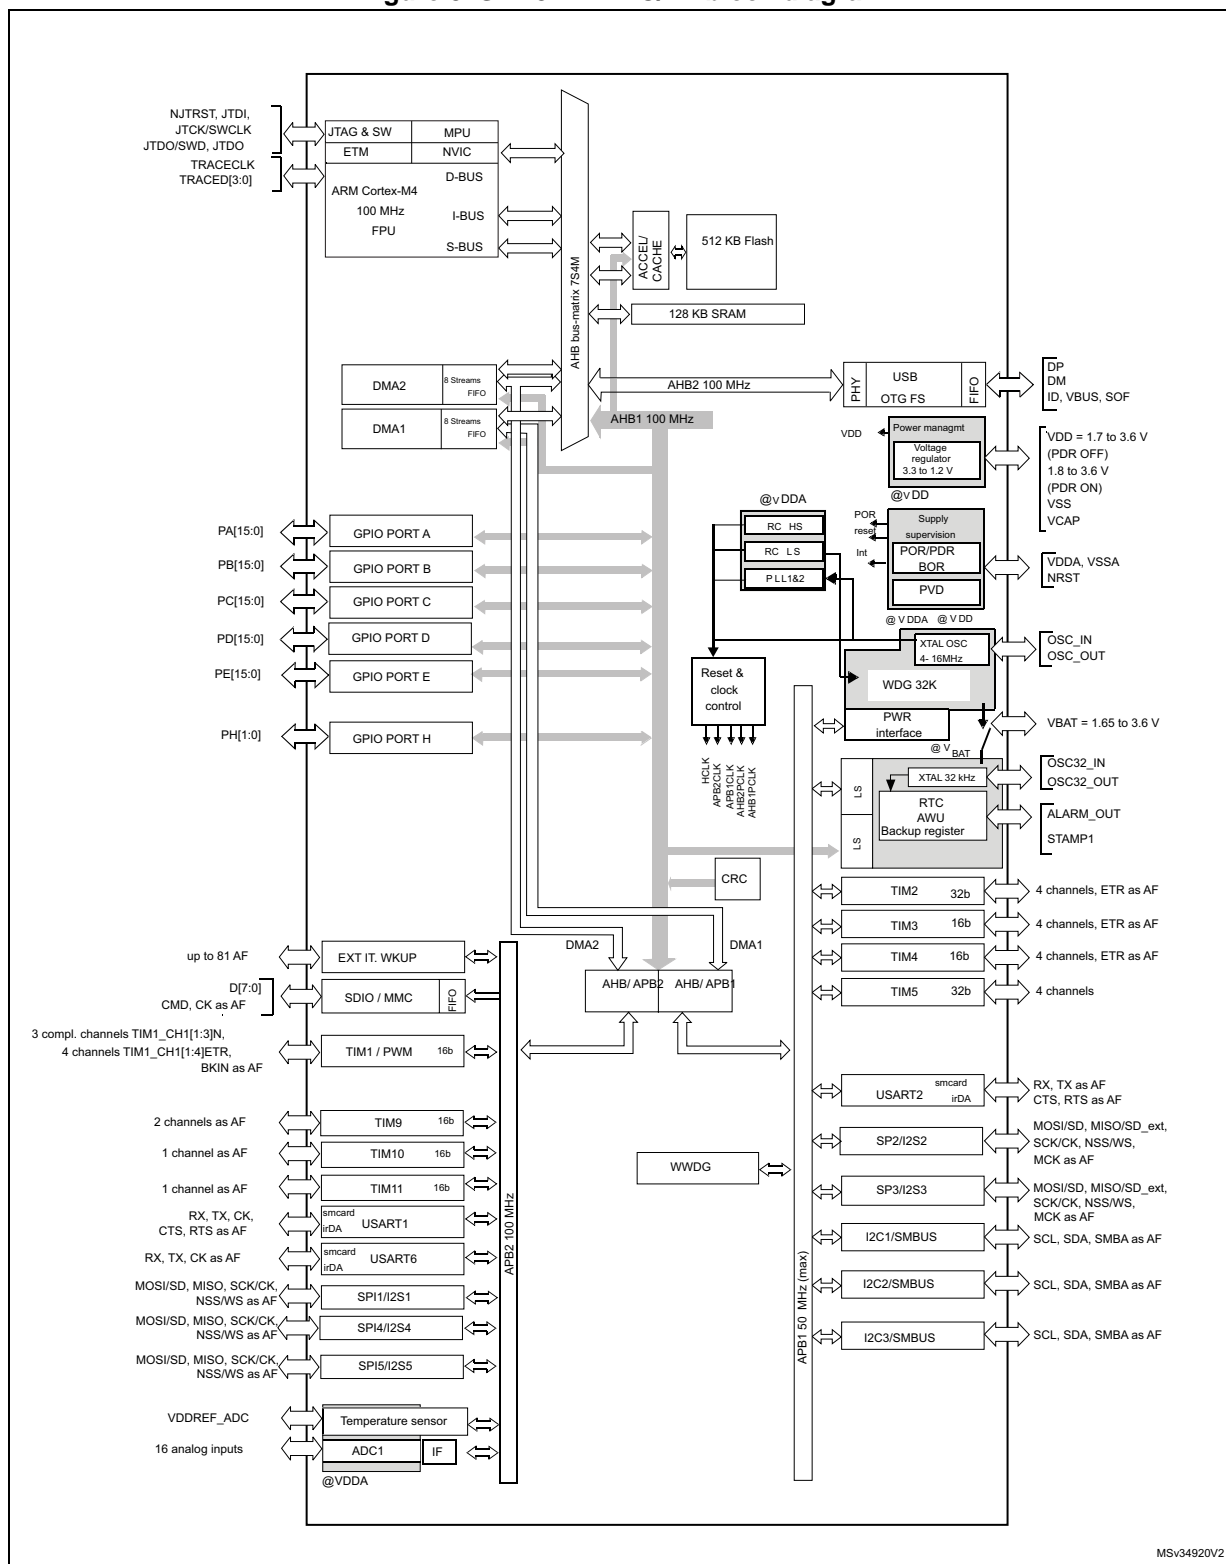 NJTRST, JTDI,
JTCK/SWCLK
JTDO/SWD, JTDO
TRACECLK
TRACED[3:0]
JTAG & SW
MPU
ETM
NVIC
D-BUS
ARM Cortex-M4
100 MHz
FPU
I-BUS
S-BUS
AHB bus-matrix 7S4M
ACCEL/
CACHE
512 KB Flash
128 KB SRAM
DMA2
8 Streams
FIFO
DMA1
8 Streams
FIFO
AHB2 100 MHz
AHB1 100 MHz
PHY
USB
OTG FS
FIFO
DP
DM
ID, VBUS, SOF
Power managmt
VDD
Voltage
regulator
3.3 to 1.2 V
@VDD
VDD = 1.7 to 3.6 V
(PDR OFF)
1.8 to 3.6 V
(PDR ON)
VSS
VCAP
@VDDA
RC HS
RC LS
PLL1&2
POR
reset
Int
Supply
supervision
POR/PDR
BOR
PVD
VDDA, VSSA
NRST
@VDDA @VDD
XTAL OSC
4- 16MHz
OSC_IN
OSC_OUT
WDG 32K
Reset &
clock
control
HCLK
APB2CLK
APB1CLK
AHB2PCLK
AHB1PCLK
PWR
interface
VBAT = 1.65 to 3.6 V
@VBAT
LS
LS
XTAL 32 kHz
OSC32_IN
OSC32_OUT
RTC
AWU
Backup register
ALARM_OUT
STAMP1
PA[15:0]
GPIO PORT A
PB[15:0]
GPIO PORT B
PC[15:0]
GPIO PORT C
PD[15:0]
GPIO PORT D
PE[15:0]
GPIO PORT E
PH[1:0]
GPIO PORT H
CRC
DMA2
DMA1
AHB/ APB2
AHB/ APB1
TIM2 32b
4 channels, ETR as AF
TIM3 16b
4 channels, ETR as AF
TIM4 16b
4 channels, ETR as AF
TIM5 32b
4 channels
up to 81 AF
EXT IT. WKUP
D[7:0]
CMD, CK as AF
SDIO / MMC
FIFO
3 compl. channels TIM1_CH1[1:3]N,
4 channels TIM1_CH1[1:4]ETR,
BKIN as AF
TIM1 / PWM 16b
2 channels as AF
TIM9 16b
1 channel as AF
TIM10 16b
1 channel as AF
TIM11 16b
RX, TX, CK,
CTS, RTS as AF
smcard
irDA
USART1
RX, TX, CK as AF
smcard
irDA
USART6
MOSI/SD, MISO, SCK/CK,
NSS/WS as AF
SPI1/I2S1
MOSI/SD, MISO, SCK/CK,
NSS/WS as AF
SPI4/I2S4
MOSI/SD, MISO, SCK/CK,
NSS/WS as AF
SPI5/I2S5
VDDREF_ADC
Temperature sensor
16 analog inputs
ADC1
IF
@VDDA
APB2 100 MHz
WWDG
APB1 50 MHz (max)
USART2
smcard
irDA
RX, TX as AF
CTS, RTS as AF
SP2/I2S2
MOSI/SD, MISO/SD_ext,
SCK/CK, NSS/WS,
MCK as AF
SP3/I2S3
MOSI/SD, MISO/SD_ext,
SCK/CK, NSS/WS,
MCK as AF
I2C1/SMBUS
SCL, SDA, SMBA as AF
I2C2/SMBUS
SCL, SDA, SMBA as AF
I2C3/SMBUS
SCL, SDA, SMBA as AF
MSv34920V2